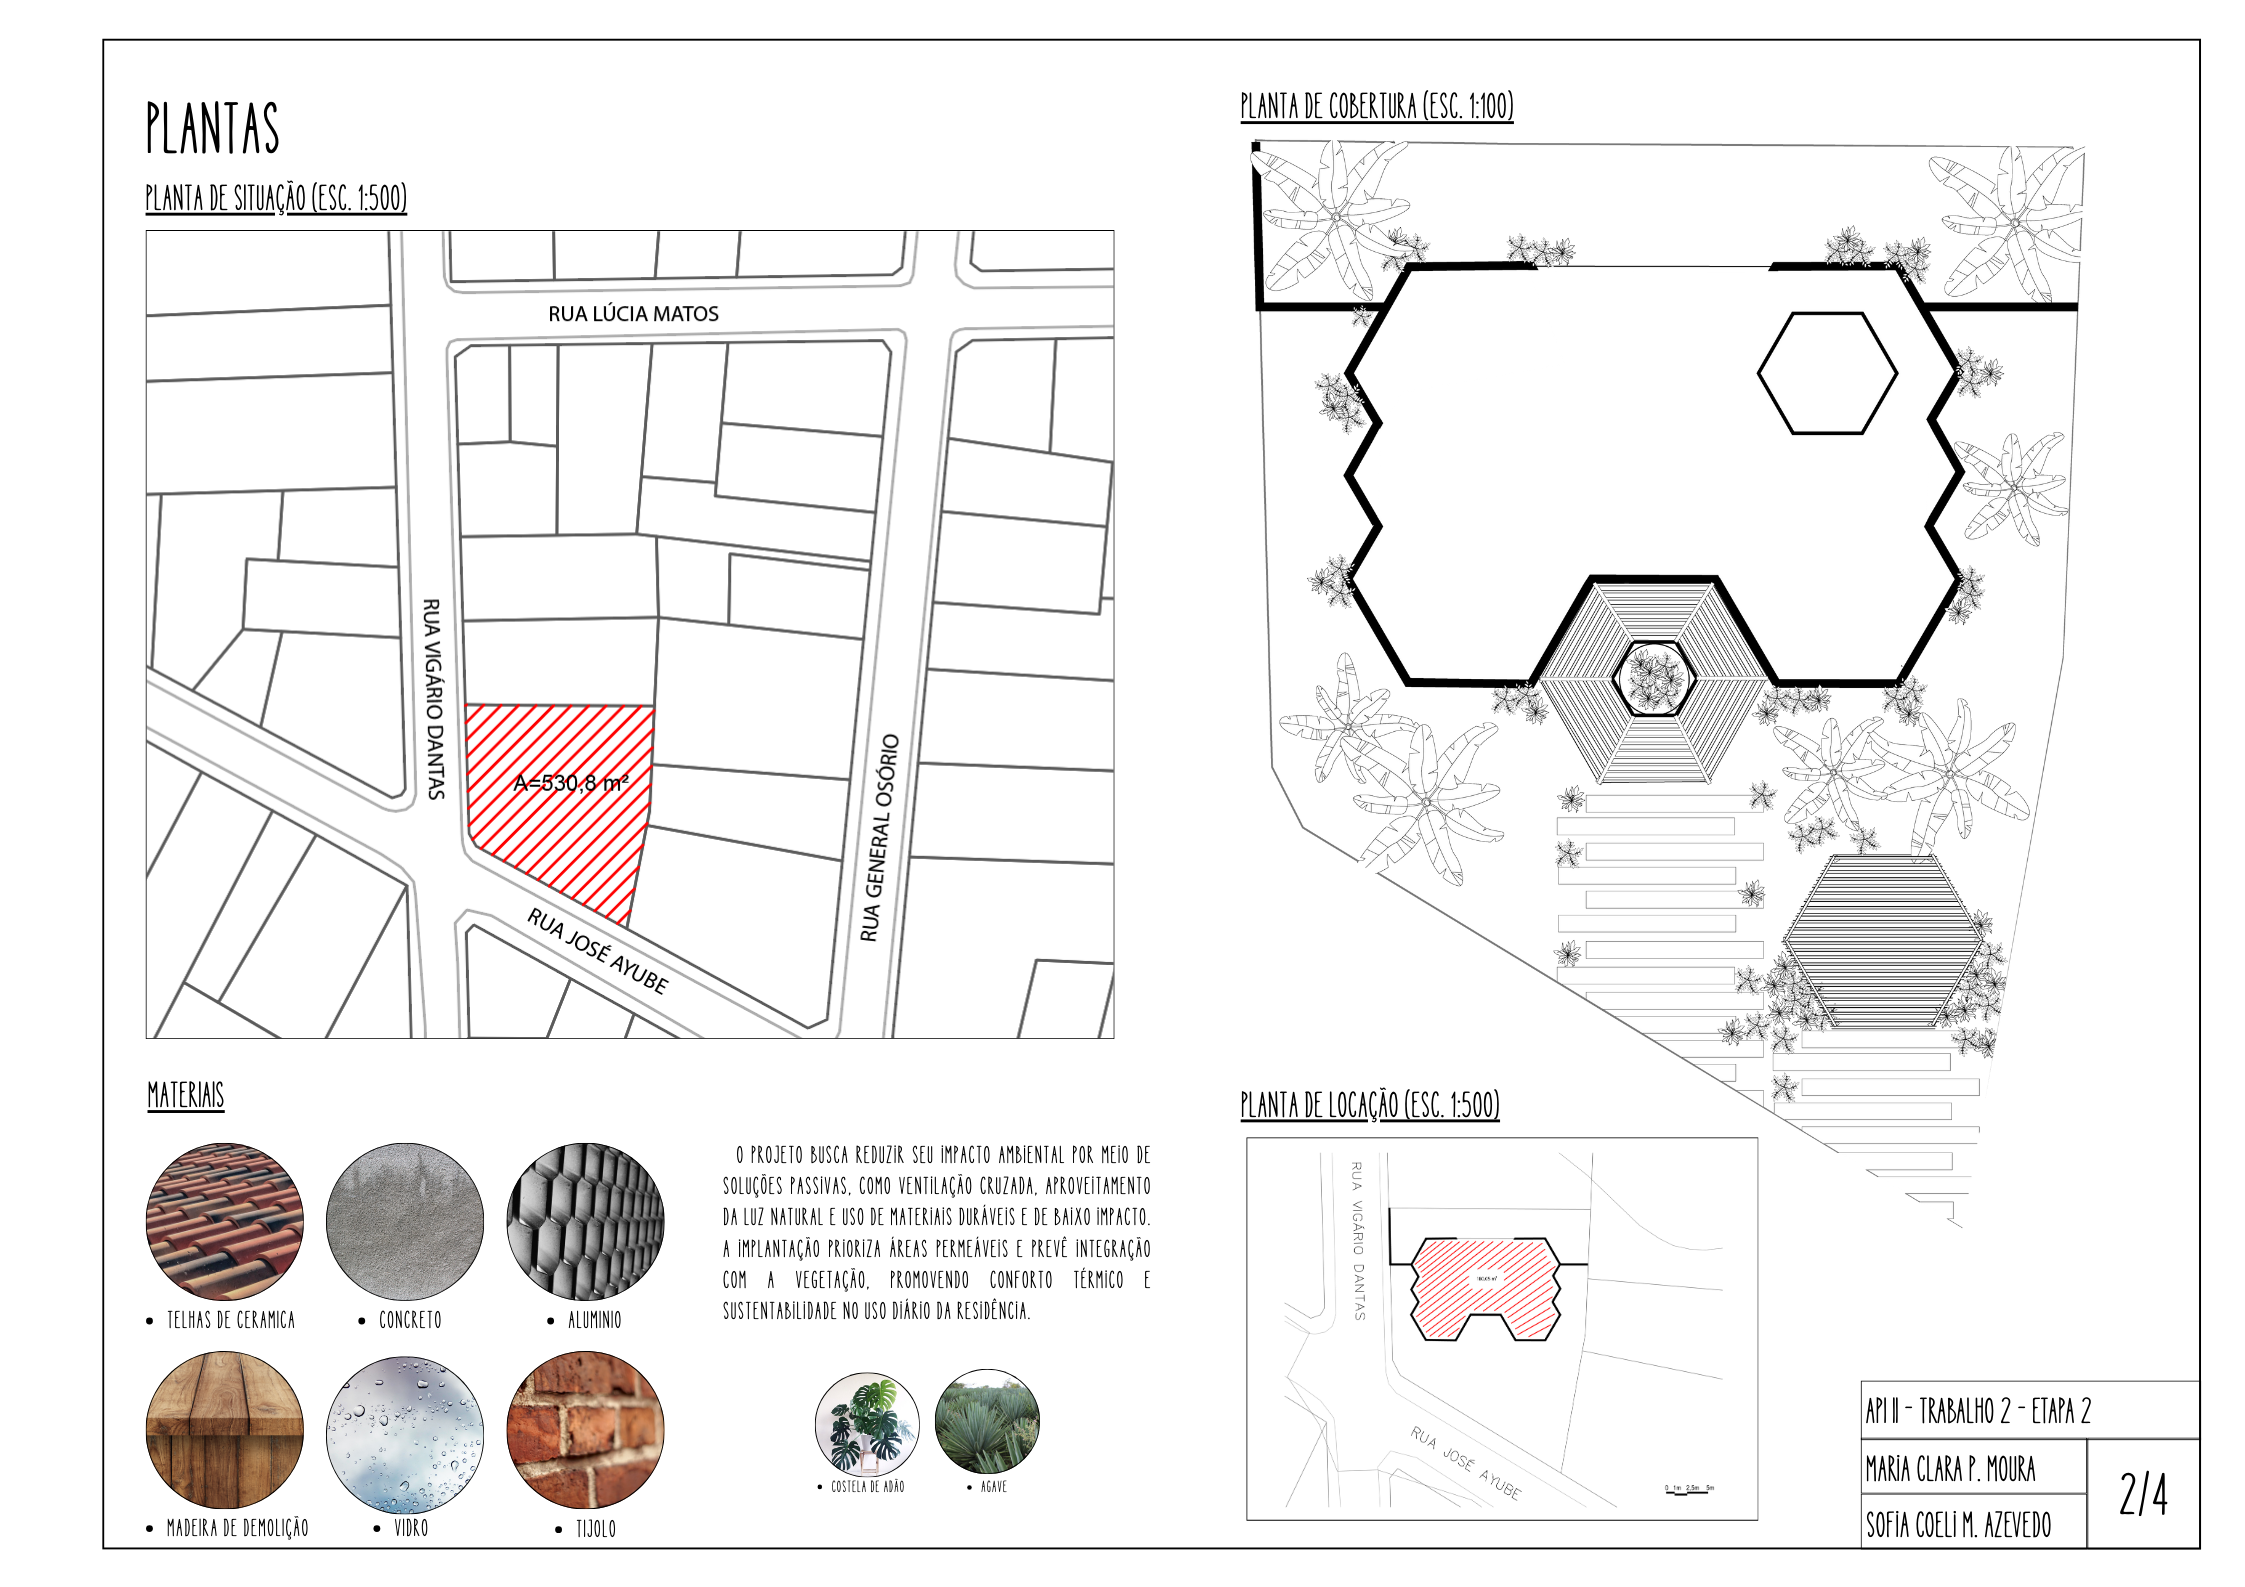 PLANTAS
PLANTA DE SITUAÇÃO (ESC. 1:500)
RUA LÚCIA MATOS
RUA VIGÁRIO DANTAS
A=530,8 m²
RUA GENERAL OSÓRIO
RUA JOSÉ AYUBE
MATERIAIS
• TELHAS DE CERAMICA
• CONCRETO
• ALUMINIO
• MADEIRA DE DEMOLIÇÃO
• VIDRO
• TIJOLO
O PROJETO BUSCA REDUZIR SEU IMPACTO AMBIENTAL POR MEIO DE
SOLUÇÕES PASSIVAS, COMO VENTILAÇÃO CRUZADA, APROVEITAMENTO
DA LUZ NATURAL E USO DE MATERIAIS DURÁVEIS E DE BAIXO IMPACTO.
A IMPLANTAÇÃO PRIORIZA ÁREAS PERMEÁVEIS E PREVÊ INTEGRAÇÃO
COM A VEGETAÇÃO, PROMOVENDO CONFORTO TÉRMICO E
SUSTENTABILIDADE NO USO DIÁRIO DA RESIDÊNCIA.
• COSTELA DE ADÃO
• AGAVE
PLANTA DE COBERTURA (ESC. 1:100)
PLANTA DE LOCAÇÃO (ESC. 1:500)
RUA VIGÁRIO DANTAS
RUA JOSÉ AYUBE
0 1m 2,5m 5m
API II - TRABALHO 2 - ETAPA 2
MARIA CLARA P. MOURA
SOFIA COELI M. AZEVEDO
2/4